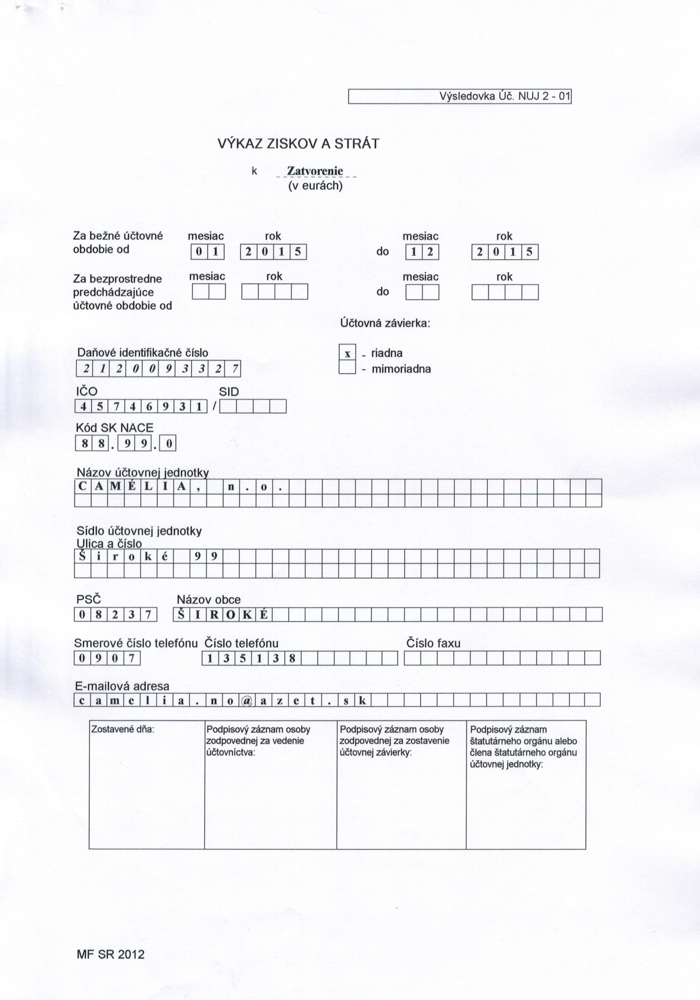 Výsledovka Úč. NUJ 2 - 01
VÝKAZ ZISKOV A STRÁT
k Zatvorenie
(v eurách)
Za bežné účtovné obdobie od mesiac 01 rok 2015 do mesiac 12 rok 2015
Za bezprostredne predchádzajúce účtovné obdobie od mesiac rok do mesiac rok
Účtovná závierka:
x - riadna
- mimoriadna
Daňové identifikačné číslo
2120093327
IČO SID
45746931 /
Kód SK NACE
88.99.0
Názov účtovnej jednotky
CAMÉLIA, n.o.
Sídlo účtovnej jednotky
Ulica a číslo
Široké 99
PSČ Názov obce
08237 ŠIROKÉ
Smerové číslo telefónu Číslo telefónu Číslo faxu
0907 135138
E-mailová adresa
camelia.no@azet.sk
Zostavené dňa:
Podpisový záznam osoby zodpovednej za vedenie účtovníctva:
Podpisový záznam osoby zodpovednej za zostavenie účtovnej závierky:
Podpisový záznam štatutárneho orgánu alebo člena štatutárneho orgánu účtovnej jednotky:
MF SR 2012